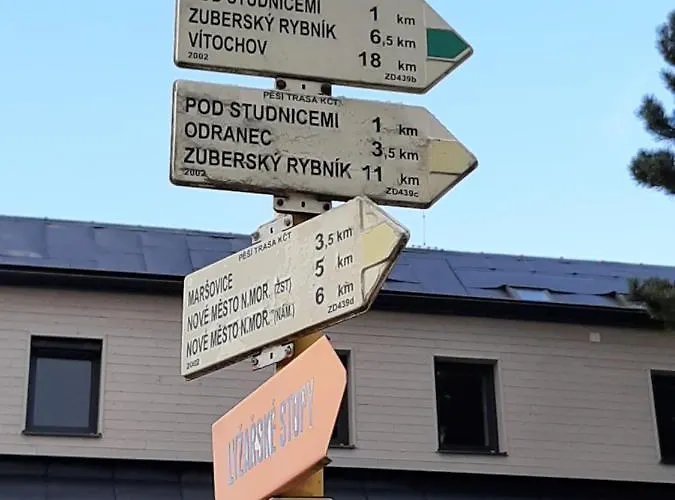 POD STUDNICEMI 1 km
ZUBERSKÝ RYBNÍK 6,5 km
VÍTOCHOV 18 km
2002 ZD439b
PĚŠÍ TRASA KČT
POD STUDNICEMI 1 km
ODRANEC 3,5 km
ZUBERSKÝ RYBNÍK 11 km
2002 ZD439c
PĚŠÍ TRASA KČT
MARŠOVICE 3,5 km
NOVÉ MĚSTO N.MOR. (ŽST) 5 km
NOVÉ MĚSTO N.MOR. (NÁM.) 6 km
2002 ZD439d
LYŽAŘSKÉ STOPY